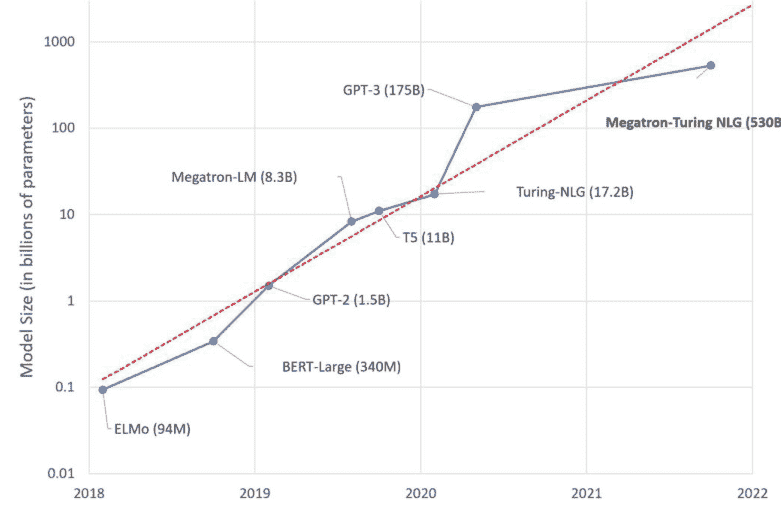 Model Size (in billions of parameters)
1000
100
10
1
0.1
0.01
GPT-3 (175B)
Megatron-Turing NLG (530B
Megatron-LM (8.3B)
Turing-NLG (17.2B)
T5 (11B)
GPT-2 (1.5B)
BERT-Large (340M)
ELMo (94M)
2018
2019
2020
2021
2022